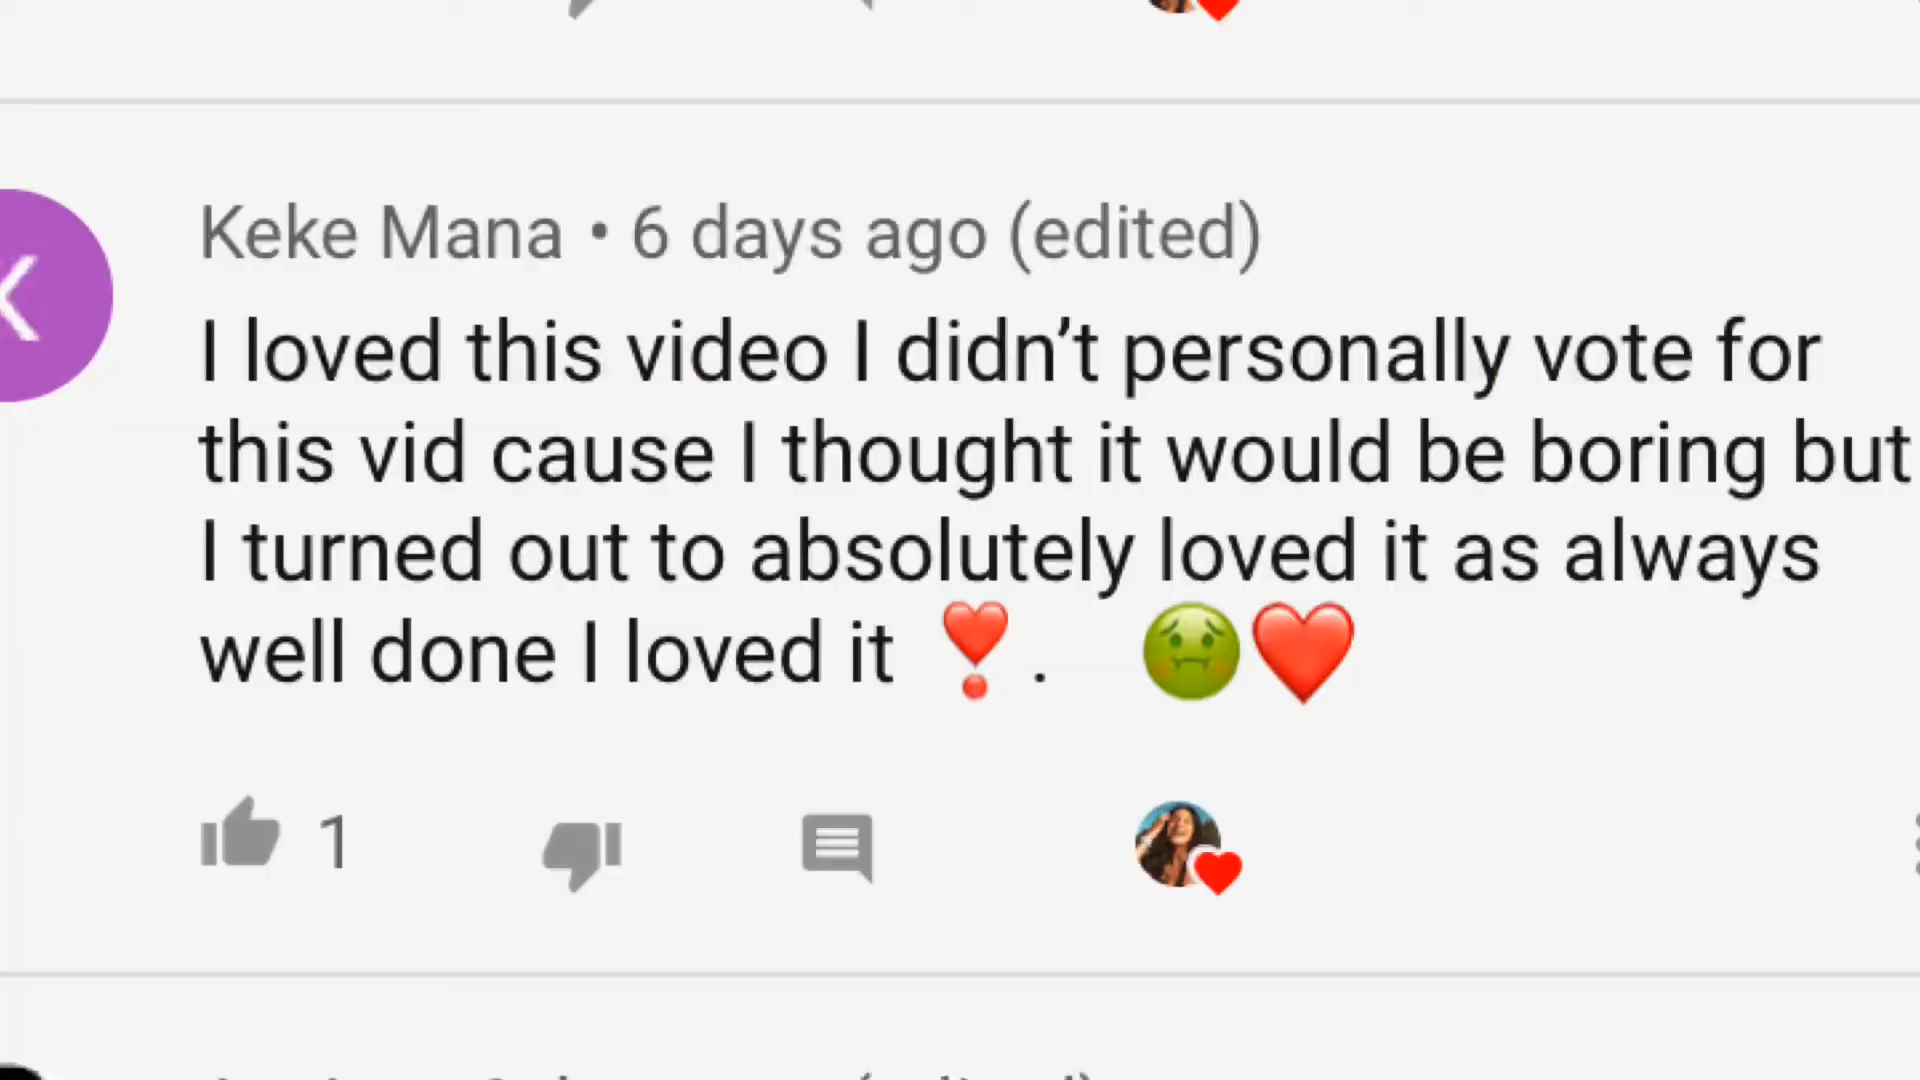 K
Keke Mana • 6 days ago (edited)
I loved this video I didn’t personally vote for
this vid cause I thought it would be boring but
I turned out to absolutely loved it as always
well done I loved it ❣️. 🤢❤️
1